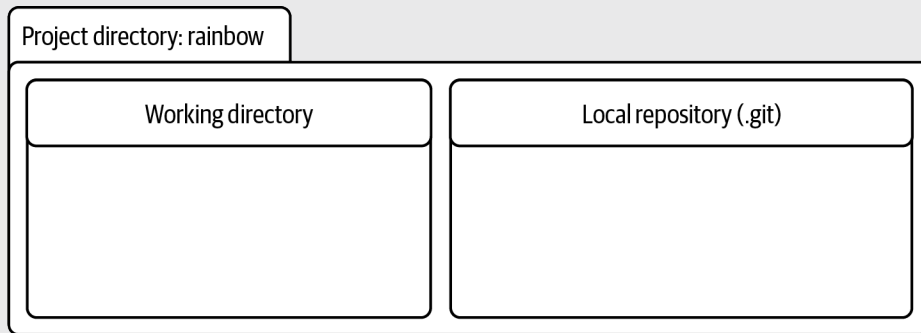 Project directory: rainbow
Working directory
Local repository (.git)